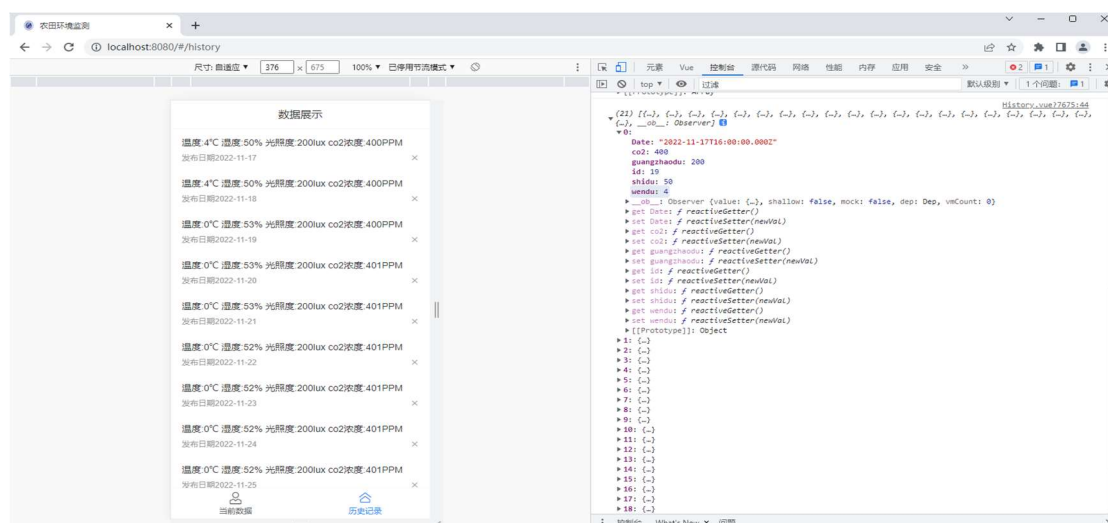 农田环境监测
localhost:8080/#/history
尺寸: 自适应 ▼ 376 × 675 100% ▼ 已停用节流模式 ▼
元素 Vue 控制台 源代码 网络 性能 内存 应用 安全 » 2 1
top ▼ 过滤 默认级别 ▼ 1 个问题: 1
数据展示
温度:4℃ 湿度:50% 光照度:200lux co2浓度:400PPM
发布日期2022-11-17 ×
温度:4℃ 湿度:50% 光照度:200lux co2浓度:400PPM
发布日期2022-11-18 ×
温度:0℃ 湿度:53% 光照度:200lux co2浓度:400PPM
发布日期2022-11-19 ×
温度:0℃ 湿度:53% 光照度:200lux co2浓度:401PPM
发布日期2022-11-20 ×
温度:0℃ 湿度:53% 光照度:200lux co2浓度:401PPM
发布日期2022-11-21 ×
温度:0℃ 湿度:52% 光照度:200lux co2浓度:401PPM
发布日期2022-11-22 ×
温度:0℃ 湿度:52% 光照度:200lux co2浓度:401PPM
发布日期2022-11-23 ×
温度:0℃ 湿度:52% 光照度:200lux co2浓度:401PPM
发布日期2022-11-24 ×
温度:0℃ 湿度:52% 光照度:200lux co2浓度:401PPM
发布日期2022-11-25 ×
当前数据 历史记录
[[Prototype]]: Array
History.vue?7675:44
(21) [{…}, {…}, {…}, {…}, {…}, {…}, {…}, {…}, {…}, {…}, {…}, {…}, {…}, {…}, {…}, {…}, {…}, {…}, {…}, {…},
{…}, __ob__: Observer]
▼0:
Date: "2022-11-17T16:00:00.000Z"
co2: 400
guangzhaodu: 200
id: 19
shidu: 50
wendu: 4
▶ __ob__: Observer {value: {…}, shallow: false, mock: false, dep: Dep, vmCount: 0}
▶ get Date: ƒ reactiveGetter()
▶ set Date: ƒ reactiveSetter(newVal)
▶ get co2: ƒ reactiveGetter()
▶ set co2: ƒ reactiveSetter(newVal)
▶ get guangzhaodu: ƒ reactiveGetter()
▶ set guangzhaodu: ƒ reactiveSetter(newVal)
▶ get id: ƒ reactiveGetter()
▶ set id: ƒ reactiveSetter(newVal)
▶ get shidu: ƒ reactiveGetter()
▶ set shidu: ƒ reactiveSetter(newVal)
▶ get wendu: ƒ reactiveGetter()
▶ set wendu: ƒ reactiveSetter(newVal)
▶ [[Prototype]]: Object
▶ 1: {…}
▶ 2: {…}
▶ 3: {…}
▶ 4: {…}
▶ 5: {…}
▶ 6: {…}
▶ 7: {…}
▶ 8: {…}
▶ 9: {…}
▶ 10: {…}
▶ 11: {…}
▶ 12: {…}
▶ 13: {…}
▶ 14: {…}
▶ 15: {…}
▶ 16: {…}
▶ 17: {…}
▶ 18: {…}
控制台 What's New × 问题